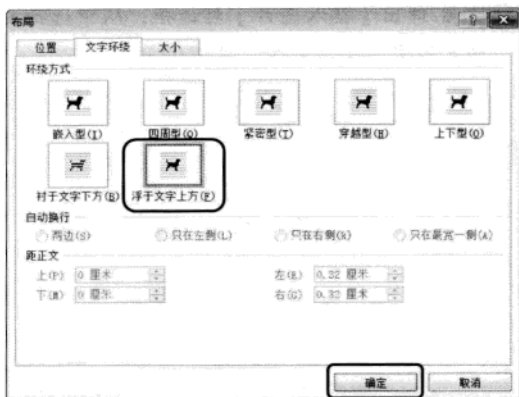 布局
位置 文字环绕 大小
环绕方式
嵌入型(I) 四周型(Q) 紧密型(T) 穿越型(H) 上下型(O)
衬于文字下方(B) 浮于文字上方(F)
自动换行
两边(S) 只在左侧(L) 只在右侧(R) 只在最宽一侧(A)
距正文
上(P) 0 厘米 左(E) 0.32 厘米
下(M) 0 厘米 右(G) 0.32 厘米
确定 取消